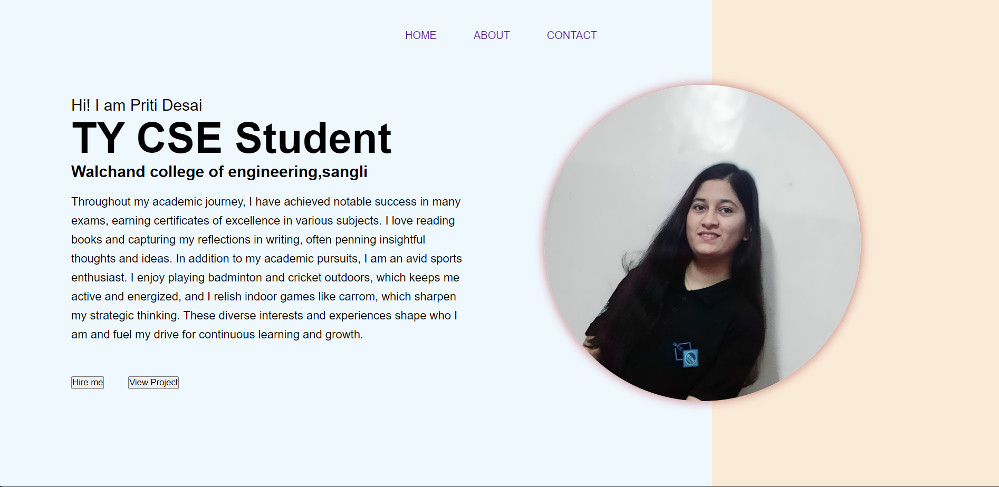 HOME ABOUT CONTACT
Hi! I am Priti Desai
TY CSE Student
Walchand college of engineering,sangli
Throughout my academic journey, I have achieved notable success in many
exams, earning certificates of excellence in various subjects. I love reading
books and capturing my reflections in writing, often penning insightful
thoughts and ideas. In addition to my academic pursuits, I am an avid sports
enthusiast. I enjoy playing badminton and cricket outdoors, which keeps me
active and energized, and I relish indoor games like carrom, which sharpen
my strategic thinking. These diverse interests and experiences shape who I
am and fuel my drive for continuous learning and growth.
Hire me View Project
WCE
acm